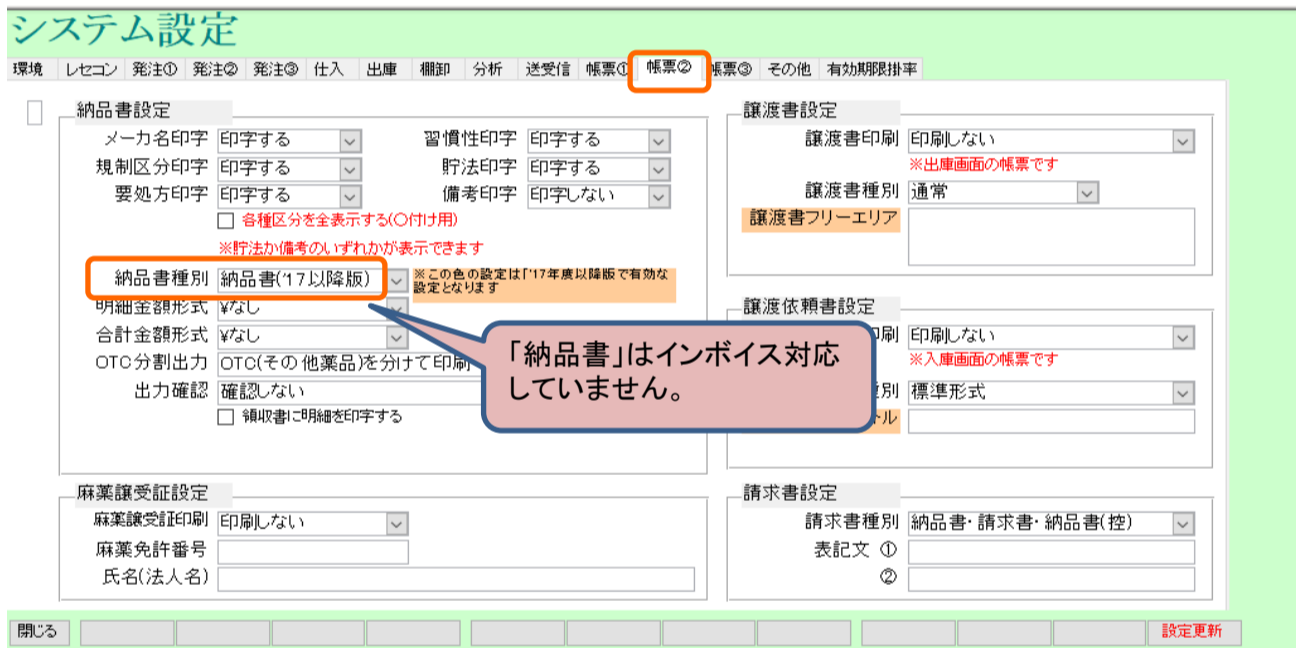 システム設定
環境 レセコン 発注① 発注② 発注③ 仕入 出庫 棚卸 分析 送受信 帳票① 帳票② 帳票③ その他 有効期限掛率
納品書設定
メーカ名印字 印字する 習慣性印字 印字する
規制区分印字 印字する 貯法印字 印字する
要処方印字 印字する 備考印字 印字しない
各種区分を全表示する(〇付け用)
※貯法か備考のいずれかが表示できます
納品書種別 納品書('17以降版)
※この色の設定は「'17年度以降版で有効な
設定となります
明細金額形式 ¥なし
合計金額形式 ¥なし
OTC分割出力 OTC(その他薬品)を分けて印刷
出力確認 確認しない
領収書に明細を印字する
「納品書」はインボイス対応
していません。
譲渡書設定
譲渡書印刷 印刷しない
※出庫画面の帳票です
譲渡書種別 通常
譲渡書フリーエリア
譲渡依頼書設定
刷 印刷しない
※入庫画面の帳票です
別 標準形式
トル
麻薬譲受証設定
麻薬譲受証印刷 印刷しない
麻薬免許番号
氏名(法人名)
請求書設定
請求書種別 納品書・請求書・納品書(控)
表記文 ①
②
閉じる 設定更新